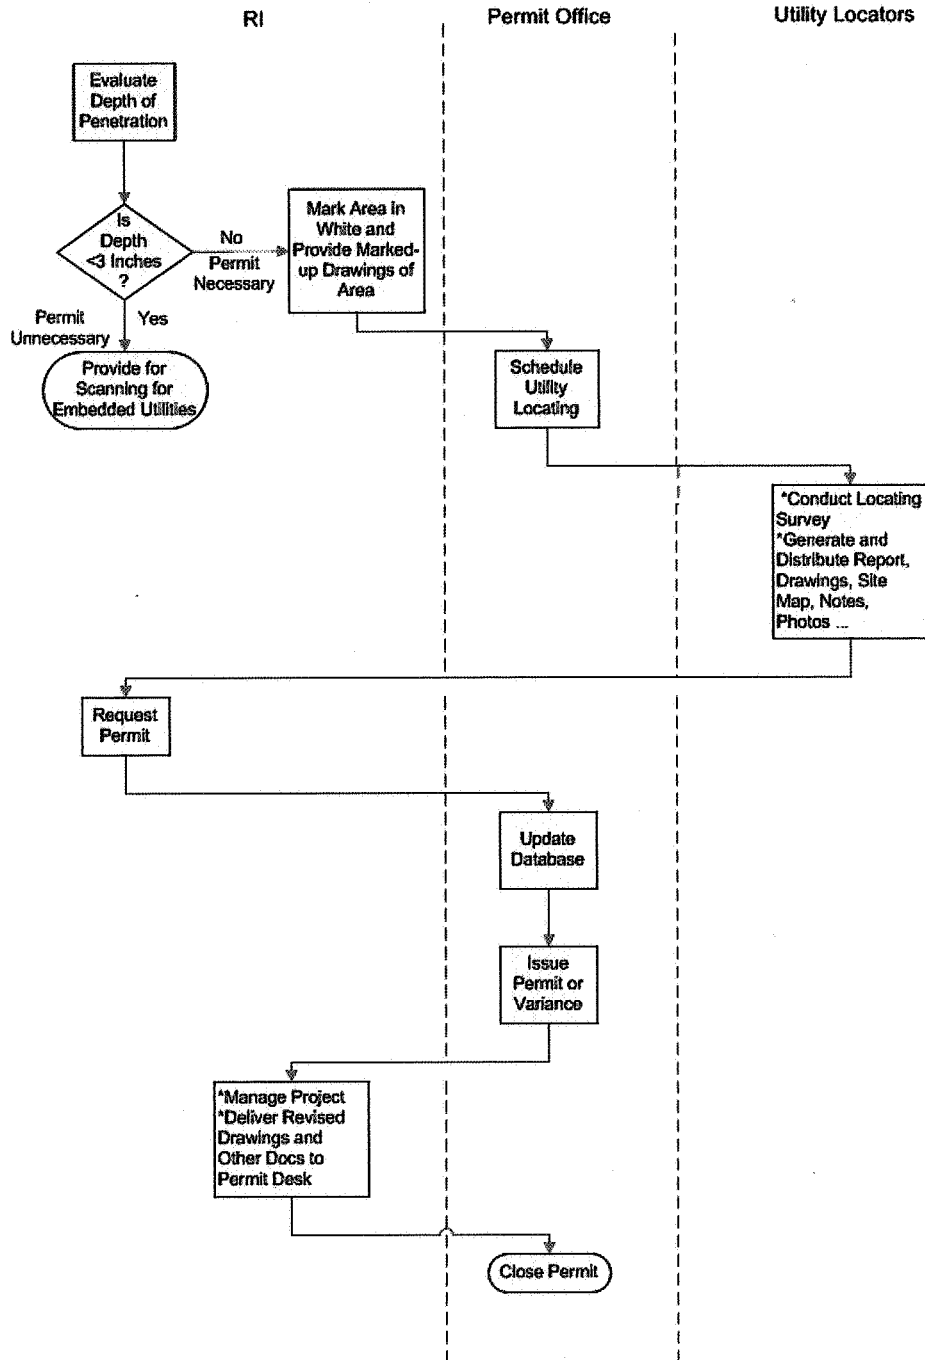 RI
Permit Office
Utility Locators
Evaluate
Depth of
Penetration
Is
Depth
<3 Inches
?
No
Permit
Necessary
Mark Area in
White and
Provide Marked-
up Drawings of
Area
Permit
Unnecessary
Yes
Provide for
Scanning for
Embedded Utilities
Schedule
Utility
Locating
*Conduct Locating
Survey
*Generate and
Distribute Report,
Drawings, Site
Map, Notes,
Photos ...
Request
Permit
Update
Database
Issue
Permit or
Variance
*Manage Project
*Deliver Revised
Drawings and
Other Docs to
Permit Desk
Close Permit